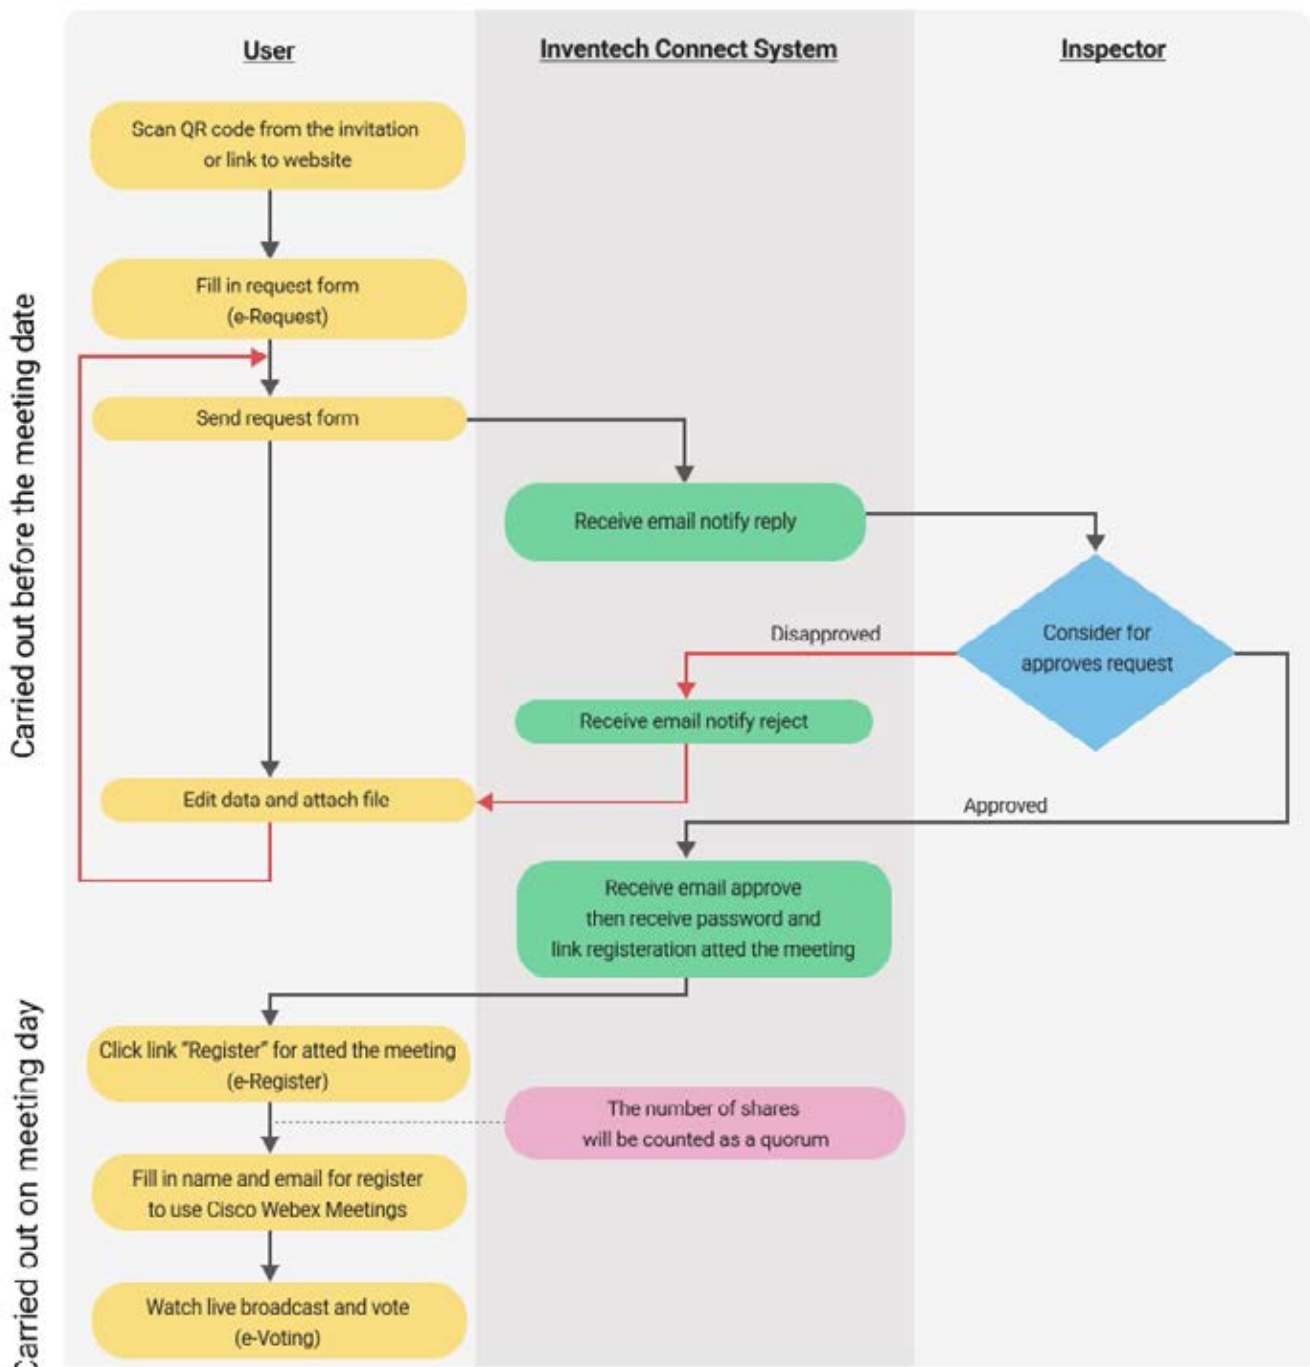 User
Inventech Connect System
Inspector
Carried out before the meeting date
Scan QR code from the invitation
or link to website
Fill in request form
(e-Request)
Send request form
Receive email notify reply
Consider for
approves request
Disapproved
Receive email notify reject
Edit data and attach file
Approved
Receive email approve
then receive password and
link registeration atted the meeting
Carried out on meeting day
Click link “Register” for atted the meeting
(e-Register)
The number of shares
will be counted as a quorum
Fill in name and email for register
to use Cisco Webex Meetings
Watch live broadcast and vote
(e-Voting)